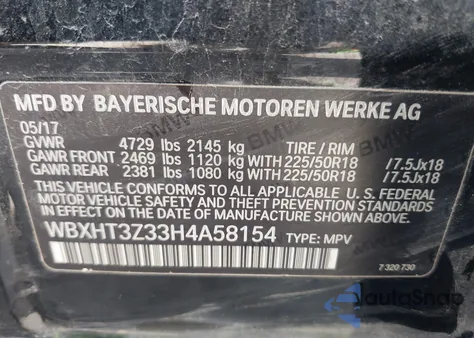 MFD BY BAYERISCHE MOTOREN WERKE AG
05/17
GVWR 4729 lbs 2145 kg TIRE / RIM
GAWR FRONT 2469 lbs 1120 kg WITH 225/50R18 /7.5Jx18
GAWR REAR 2381 lbs 1080 kg WITH 225/50R18 /7.5Jx18
THIS VEHICLE CONFORMS TO ALL APPLICABLE U. S. FEDERAL
MOTOR VEHICLE SAFETY AND THEFT PREVENTION STANDARDS IN
EFFECT ON THE DATE OF MANUFACTURE SHOWN ABOVE.
WBXHT3Z33H4A58154 TYPE: MPV
7 320 730
AutoSnap